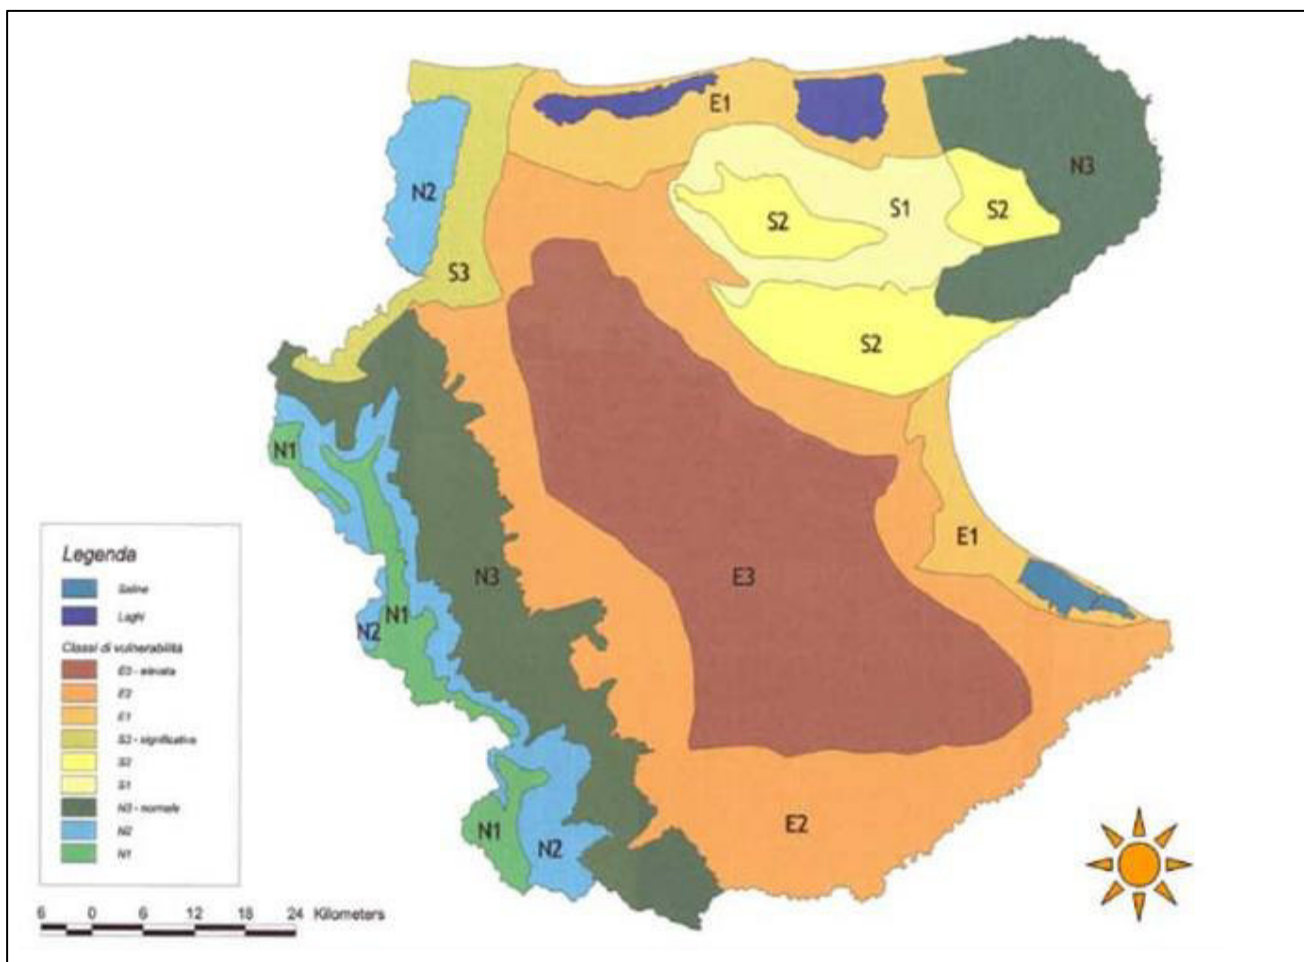 E1
N3
N2
S2
S1
S2
S3
S2
N1
E1
N3
E3
N1
N2
E2
N1
N2
Legenda
Saline
Laghi
Classi di vulnerabilità
E3 - elevata
E2
E1
S3 - significativa
S2
S1
N3 - normale
N2
N1
6 0 6 12 18 24 Kilometers